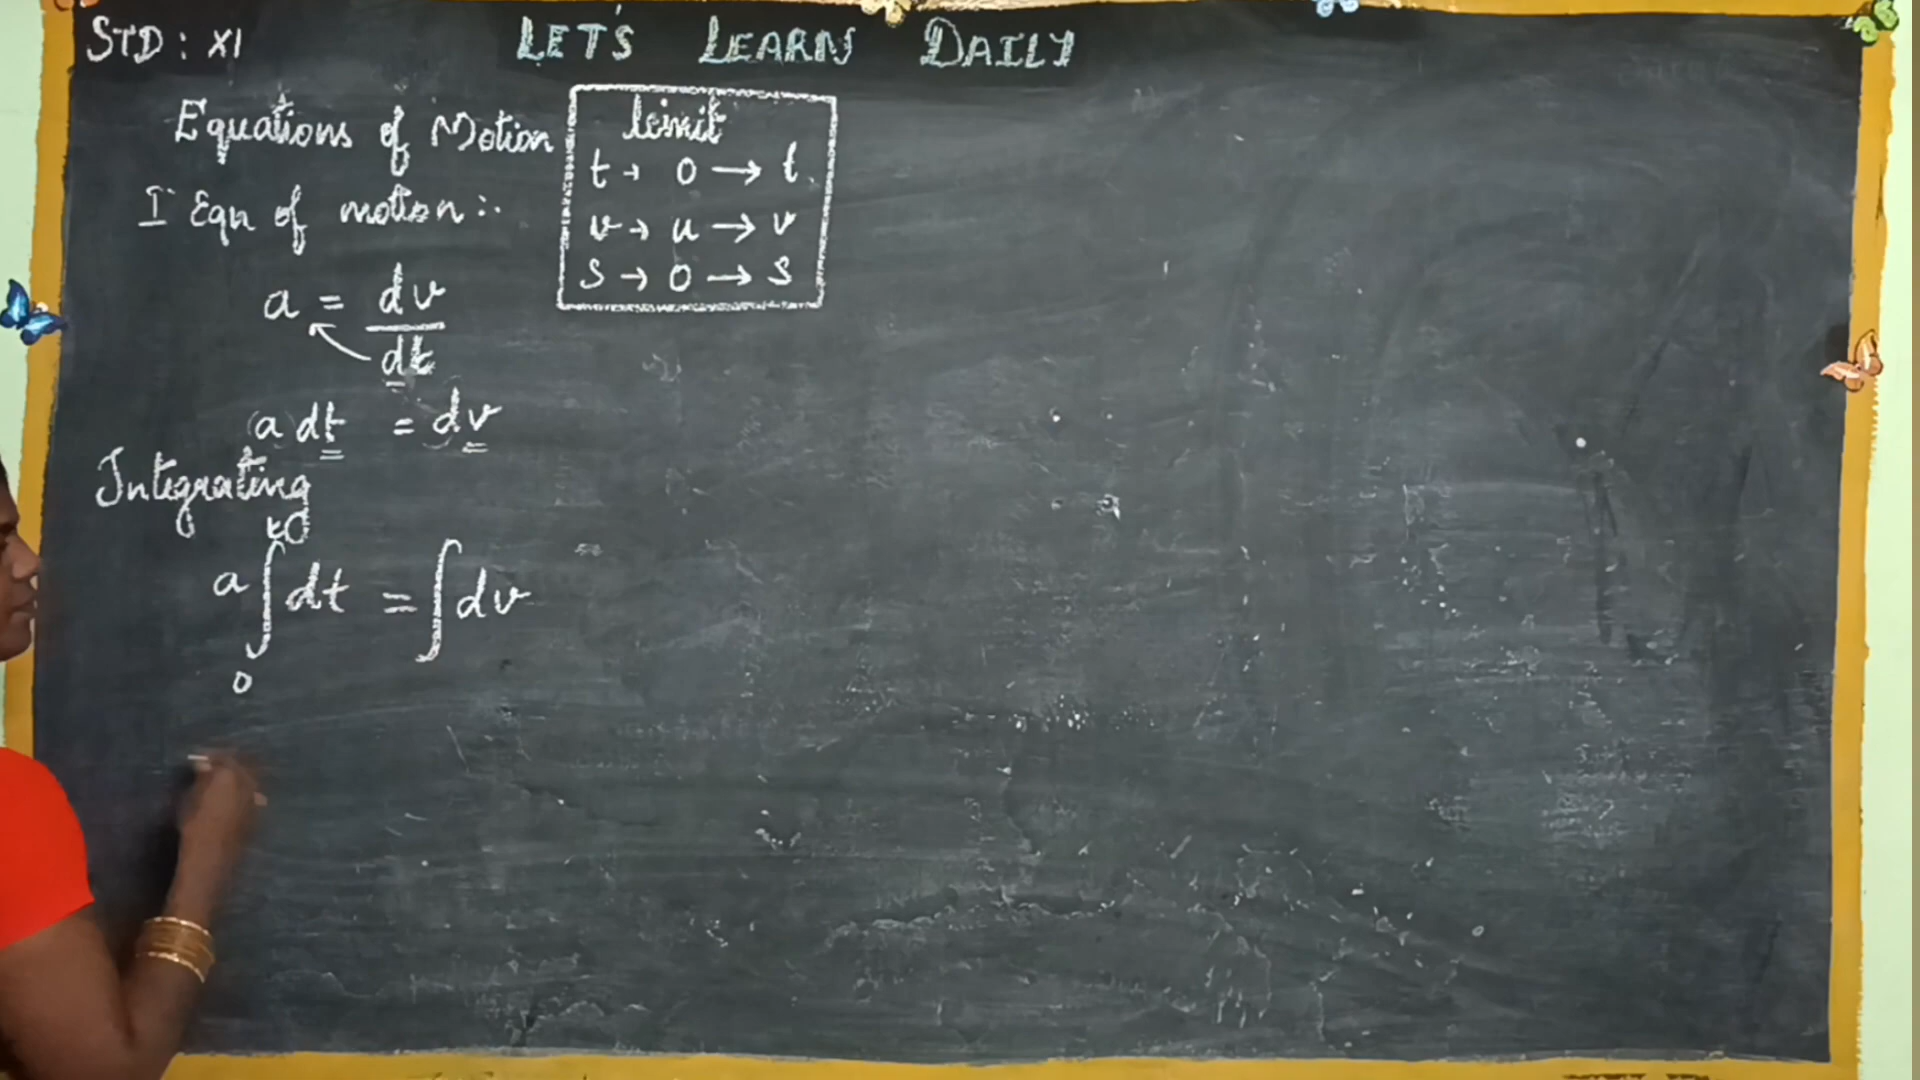 STD : XI
LET'S LEARN DAILY
Equations of Motion
I Eqn of motion :-
limit
t → 0 → t
v → u → v
S → 0 → S
a = dv
dt
a dt = dv
Integrating
t
a∫dt = ∫dv
0